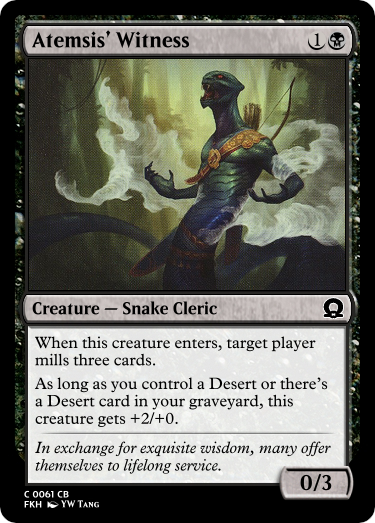 Atemsis' Witness 1
Creature — Snake Cleric
When this creature enters, target player
mills three cards.
As long as you control a Desert or there's
a Desert card in your graveyard, this
creature gets +2/+0.
In exchange for exquisite wisdom, many offer
themselves to lifelong service.
0/3
C 0061 CB
FKH YW Tang